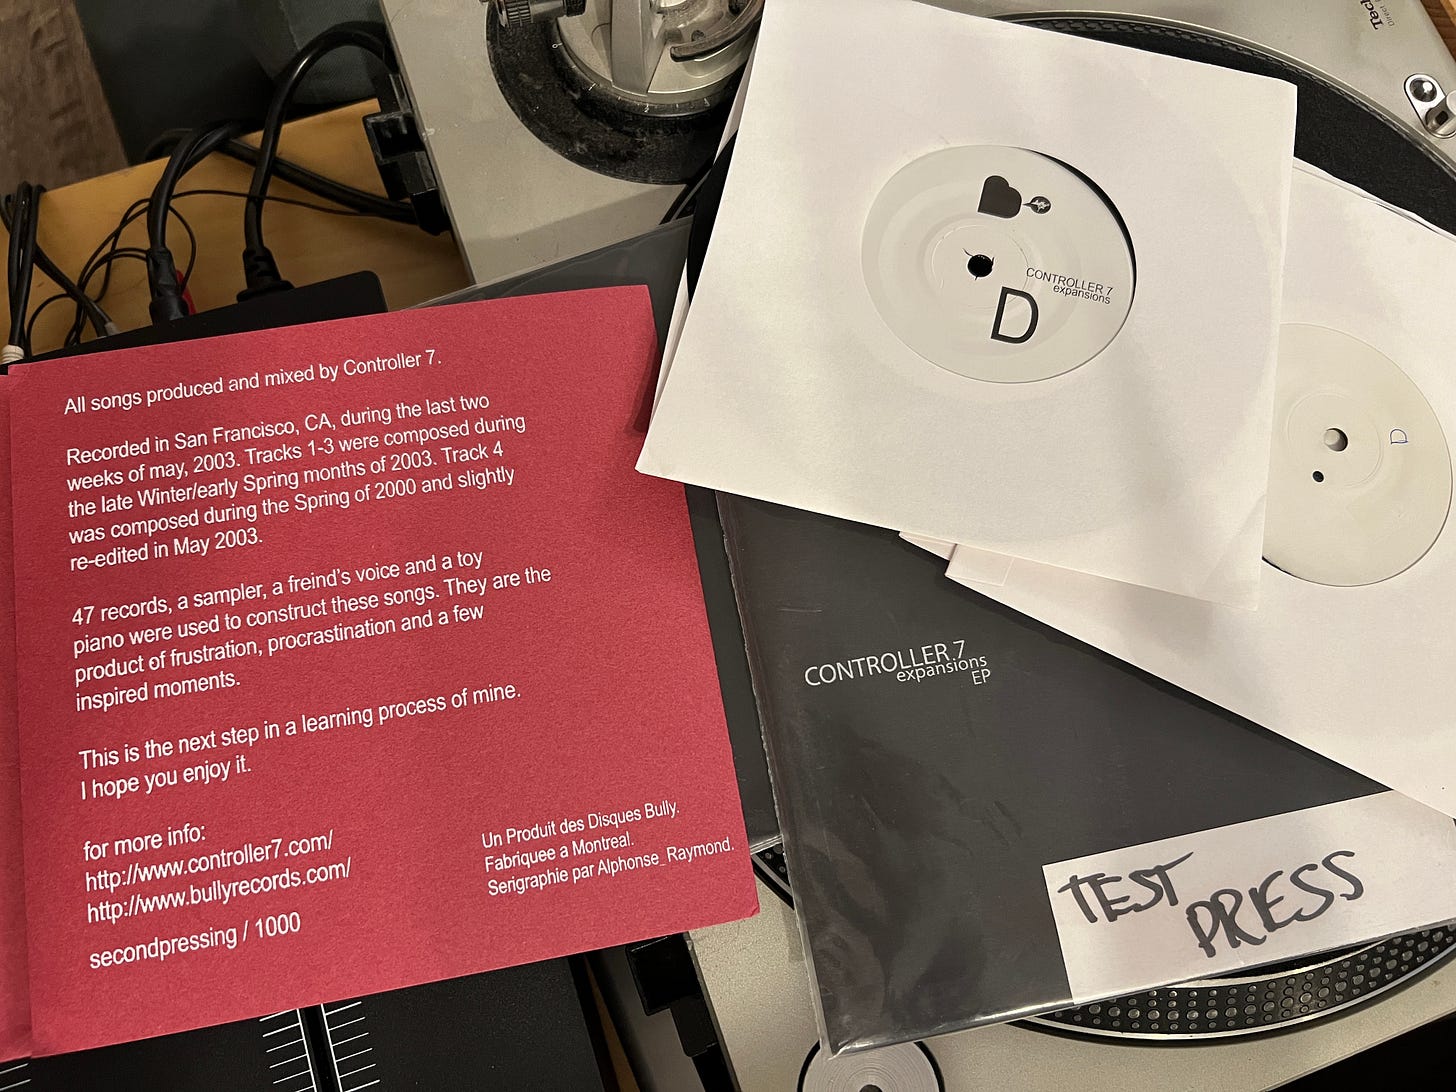 All songs produced and mixed by Controller 7.
Recorded in San Francisco, CA, during the last two
weeks of may, 2003. Tracks 1-3 were composed during
the late Winter/early Spring months of 2003. Track 4
was composed during the Spring of 2000 and slightly
re-edited in May 2003.
47 records, a sampler, a freind's voice and a toy
piano were used to construct these songs. They are the
product of frustration, procrastination and a few
inspired moments.
This is the next step in a learning process of mine.
I hope you enjoy it.
for more info:
http://www.controller7.com/
http://www.bullyrecords.com/
secondpressing / 1000
Un Produit des Disques Bully.
Fabriquee a Montreal.
Serigraphie par Alphonse_Raymond.
CONTROLLER 7
expansions
D
D
CONTROLLER 7
expansions
EP
TEST
PRESS